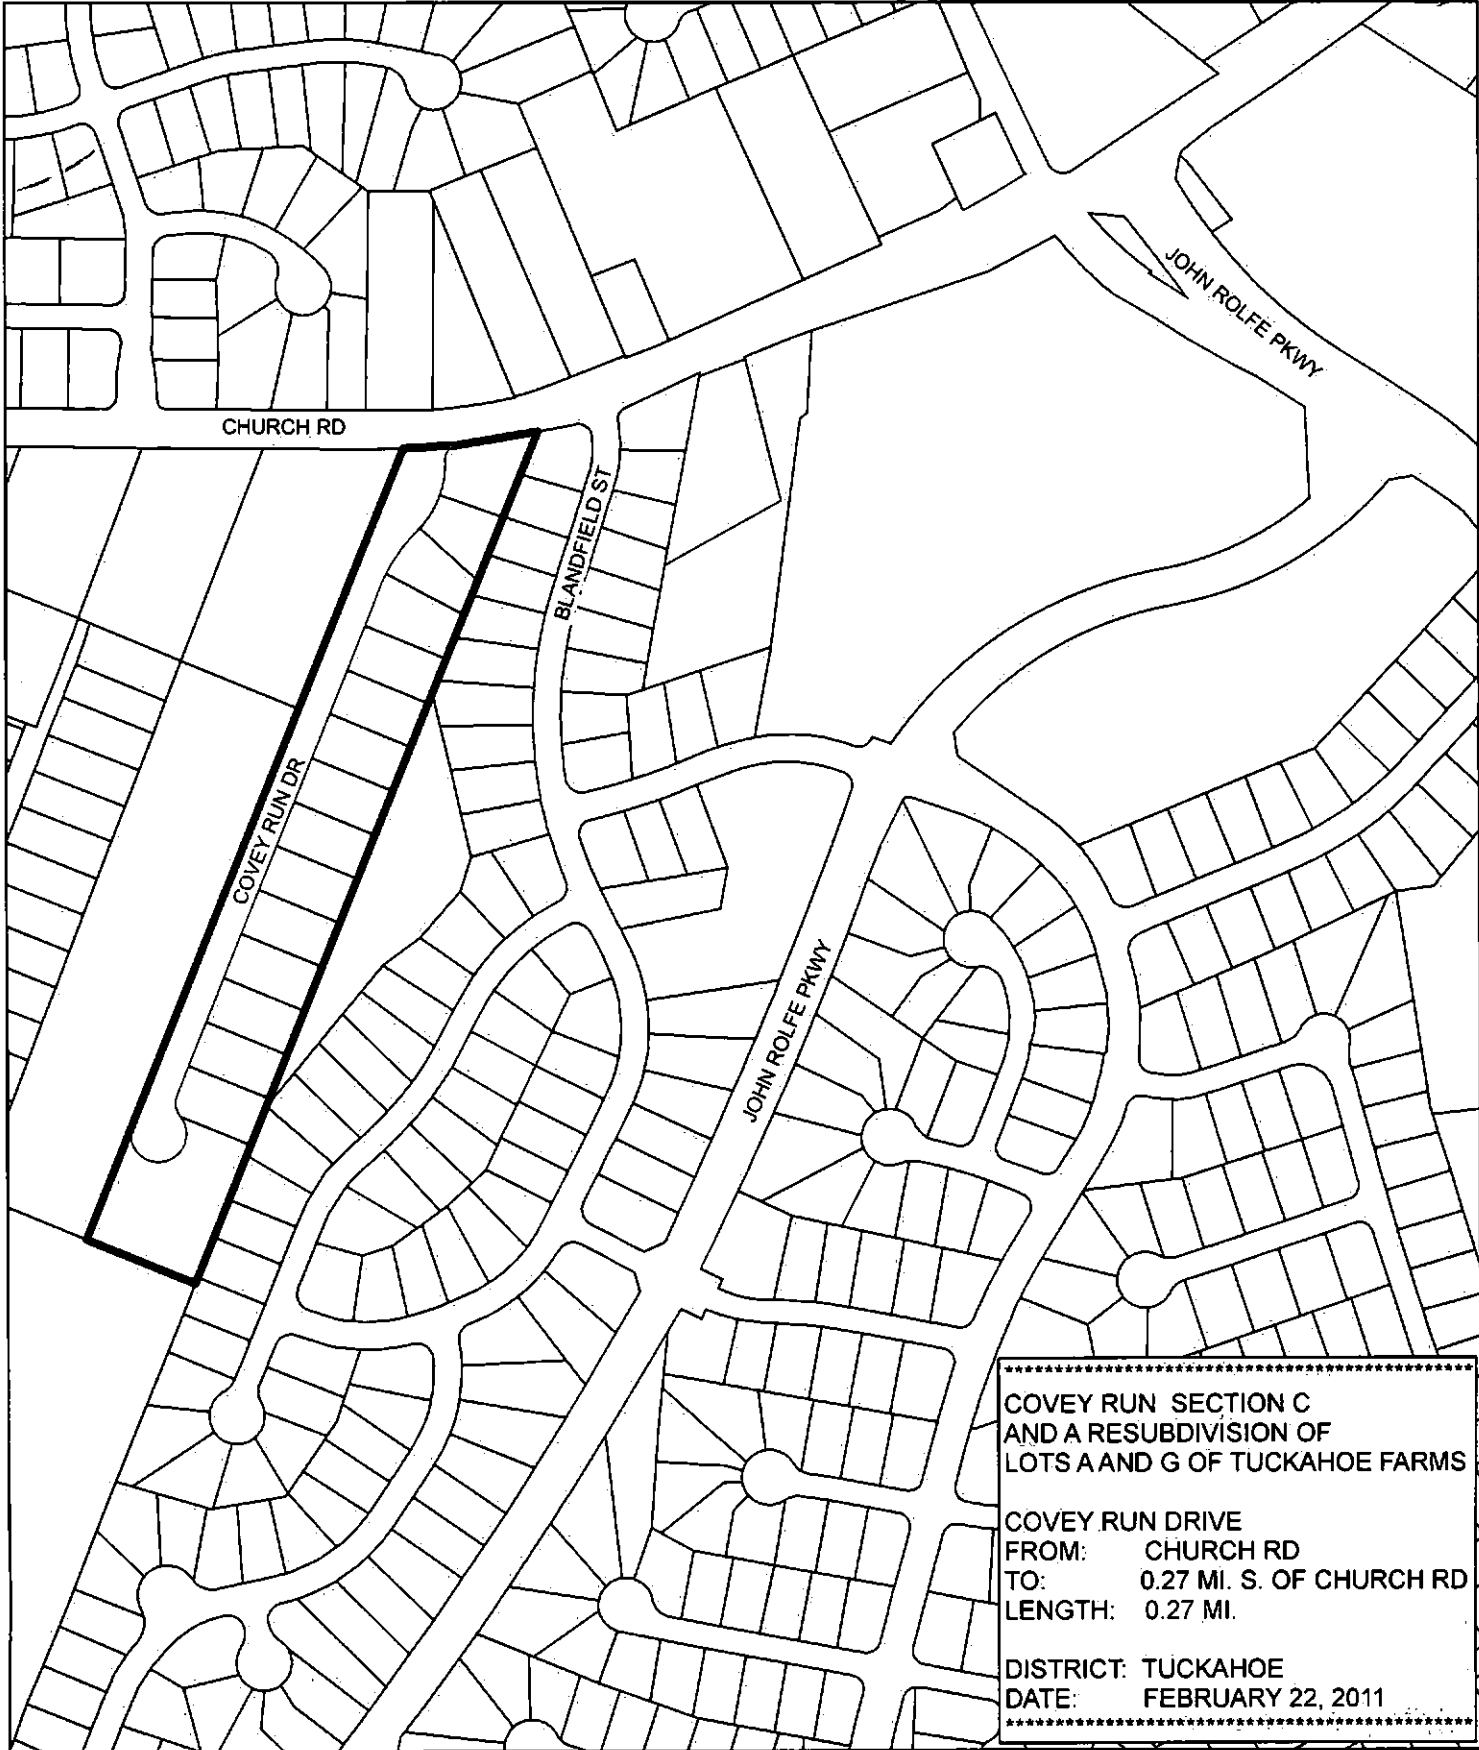 CHURCH RD
JOHN ROLFE PKWY
BLANDFIELD ST
COVEY RUN DR
JOHN ROLFE PKWY
************************************************
COVEY RUN SECTION C
AND A RESUBDIVISION OF
LOTS A AND G OF TUCKAHOE FARMS
COVEY RUN DRIVE
FROM: CHURCH RD
TO: 0.27 MI. S. OF CHURCH RD
LENGTH: 0.27 MI.
DISTRICT: TUCKAHOE
DATE: FEBRUARY 22, 2011
************************************************